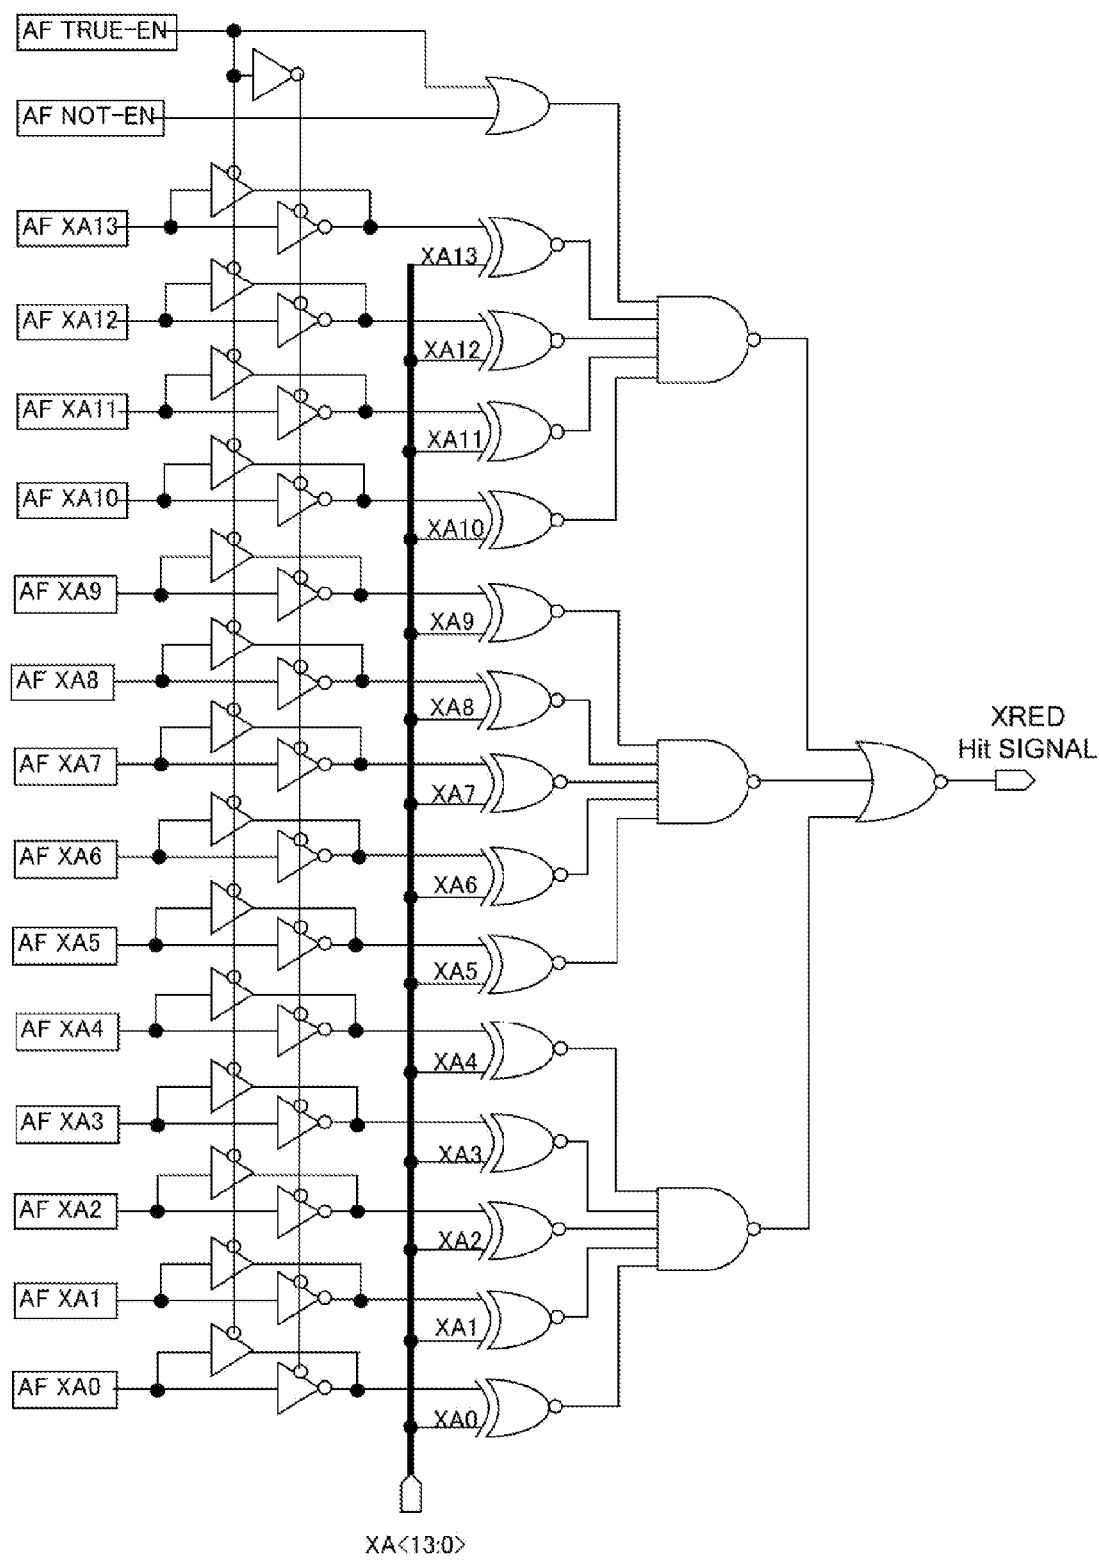 AF TRUE-EN
AF NOT-EN
AF XA13
XA13
AF XA12
XA12
AF XA11
XA11
AF XA10
XA10
AF XA9
XA9
AF XA8
XA8
XRED
Hit SIGNAL
AF XA7
XA7
AF XA6
XA6
AF XA5
XA5
AF XA4
XA4
AF XA3
XA3
AF XA2
XA2
AF XA1
XA1
AF XA0
XA0
XA<13:0>